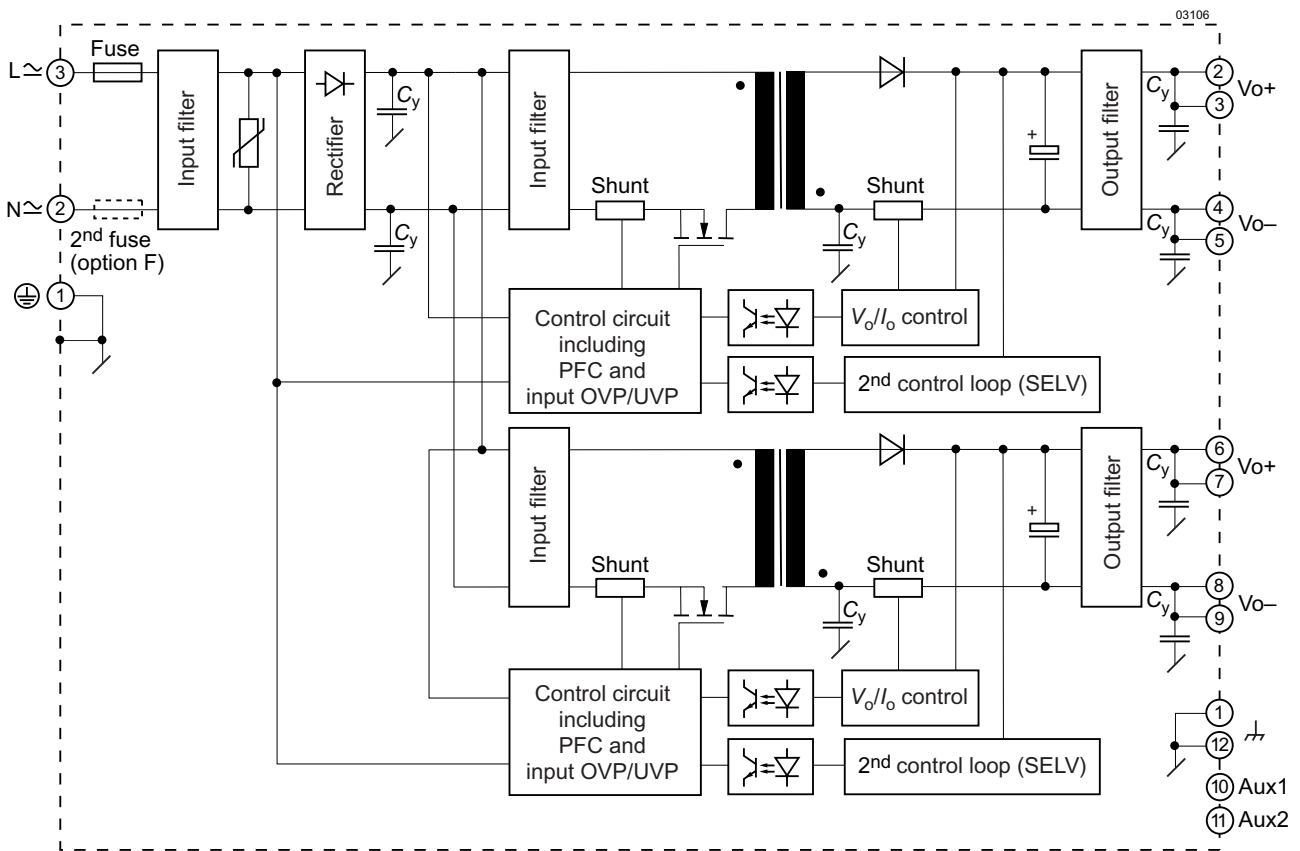 03106
Fuse
L
3
Input filter
Rectifier
Cy
Input filter
Cy
2
3
Vo+
Output filter
+
Shunt
Shunt
N
2
2nd fuse
(option F)
Cy
Cy
Cy
4
5
Vo–
1
Control circuit
including
PFC and
input OVP/UVP
Vo/Io control
2nd control loop (SELV)
Input filter
Output filter
+
Cy
6
7
Vo+
Shunt
Shunt
Cy
Cy
8
9
Vo–
Control circuit
including
PFC and
input OVP/UVP
Vo/Io control
2nd control loop (SELV)
1
12
10 Aux1
11 Aux2